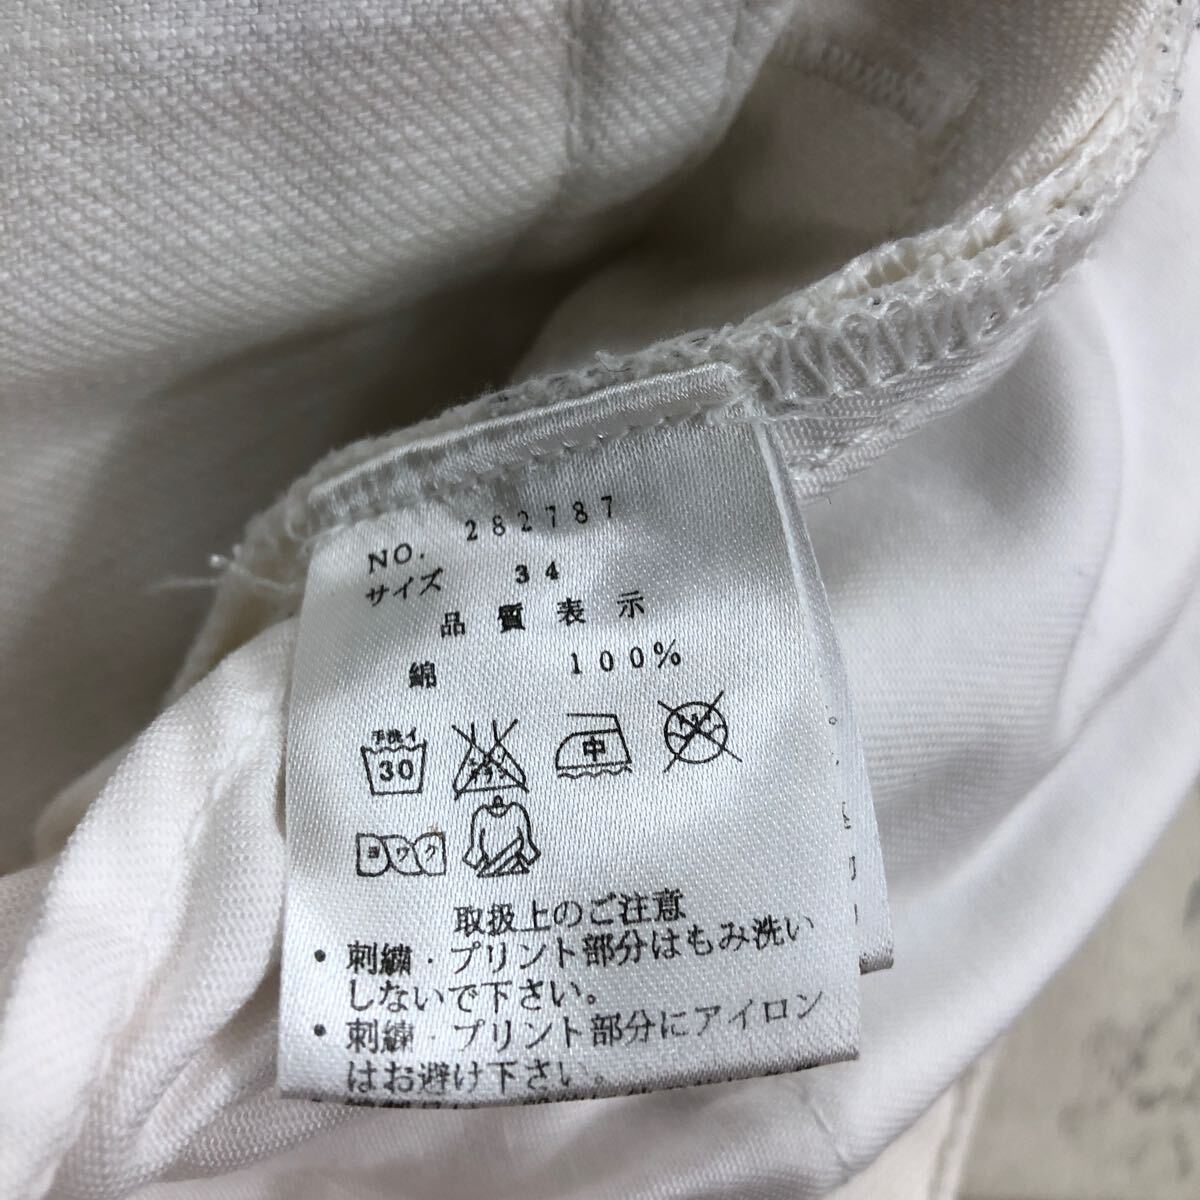 NO. 282787
サイズ 34
品質表示
綿 100%
手洗イ
30
中
取扱上のご注意
・刺繍・プリント部分はもみ洗い
しないで下さい。
・刺繍・プリント部分にアイロン
はお避け下さい。